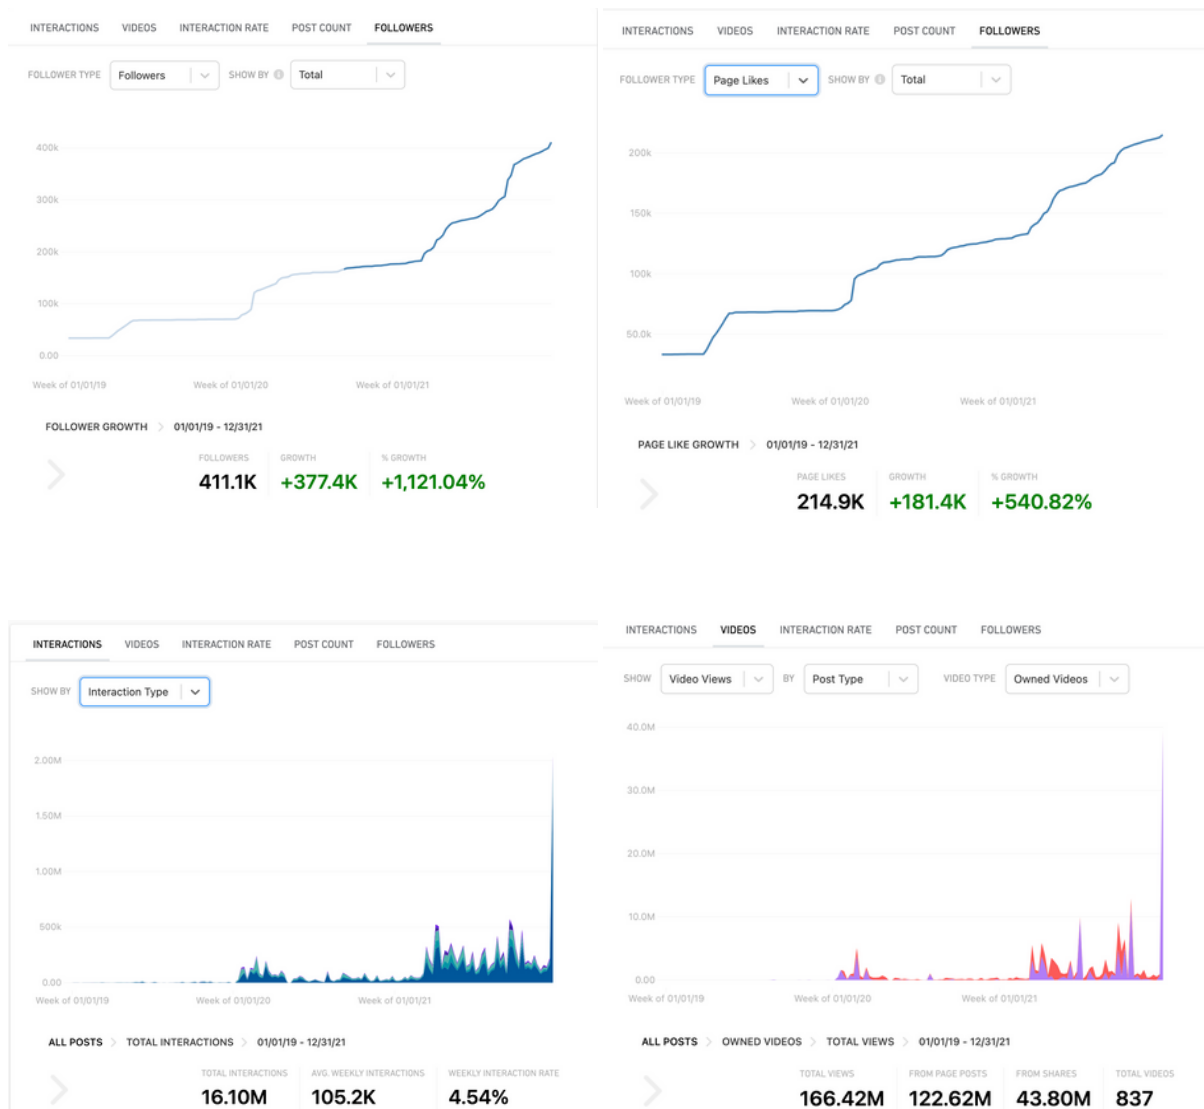 INTERACTIONS VIDEOS INTERACTION RATE POST COUNT FOLLOWERS
FOLLOWER TYPE Followers SHOW BY Total
400k
300k
200k
100k
0.00
Week of 01/01/19 Week of 01/01/20 Week of 01/01/21
FOLLOWER GROWTH 01/01/19 - 12/31/21
FOLLOWERS GROWTH % GROWTH
411.1K +377.4K +1,121.04%
INTERACTIONS VIDEOS INTERACTION RATE POST COUNT FOLLOWERS
FOLLOWER TYPE Page Likes SHOW BY Total
200k
150k
100k
50.0k
Week of 01/01/19 Week of 01/01/20 Week of 01/01/21
PAGE LIKE GROWTH 01/01/19 - 12/31/21
PAGE LIKES GROWTH % GROWTH
214.9K +181.4K +540.82%
INTERACTIONS VIDEOS INTERACTION RATE POST COUNT FOLLOWERS
SHOW BY Interaction Type
2.00M
1.50M
1.00M
500k
0.00
Week of 01/01/19 Week of 01/01/20 Week of 01/01/21
ALL POSTS TOTAL INTERACTIONS 01/01/19 - 12/31/21
TOTAL INTERACTIONS AVG. WEEKLY INTERACTIONS WEEKLY INTERACTION RATE
16.10M 105.2K 4.54%
INTERACTIONS VIDEOS INTERACTION RATE POST COUNT FOLLOWERS
SHOW Video Views BY Post Type VIDEO TYPE Owned Videos
40.0M
30.0M
20.0M
10.0M
0.00
Week of 01/01/19 Week of 01/01/20 Week of 01/01/21
ALL POSTS OWNED VIDEOS TOTAL VIEWS 01/01/19 - 12/31/21
TOTAL VIEWS FROM PAGE POSTS FROM SHARES TOTAL VIDEOS
166.42M 122.62M 43.80M 837